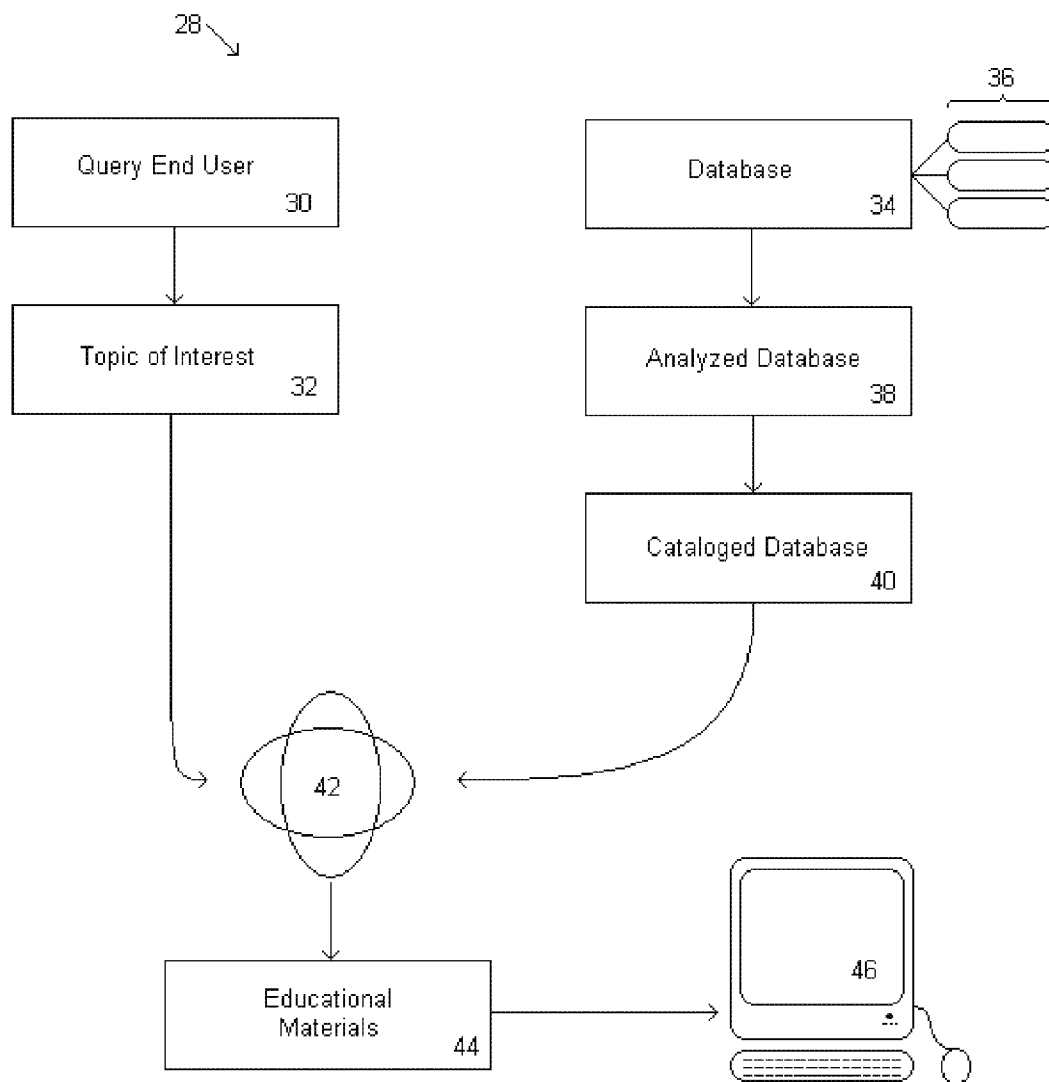 28
36
Query End User
30
Database
34
Topic of Interest
32
Analyzed Database
38
Cataloged Database
40
42
46
Educational
Materials
44